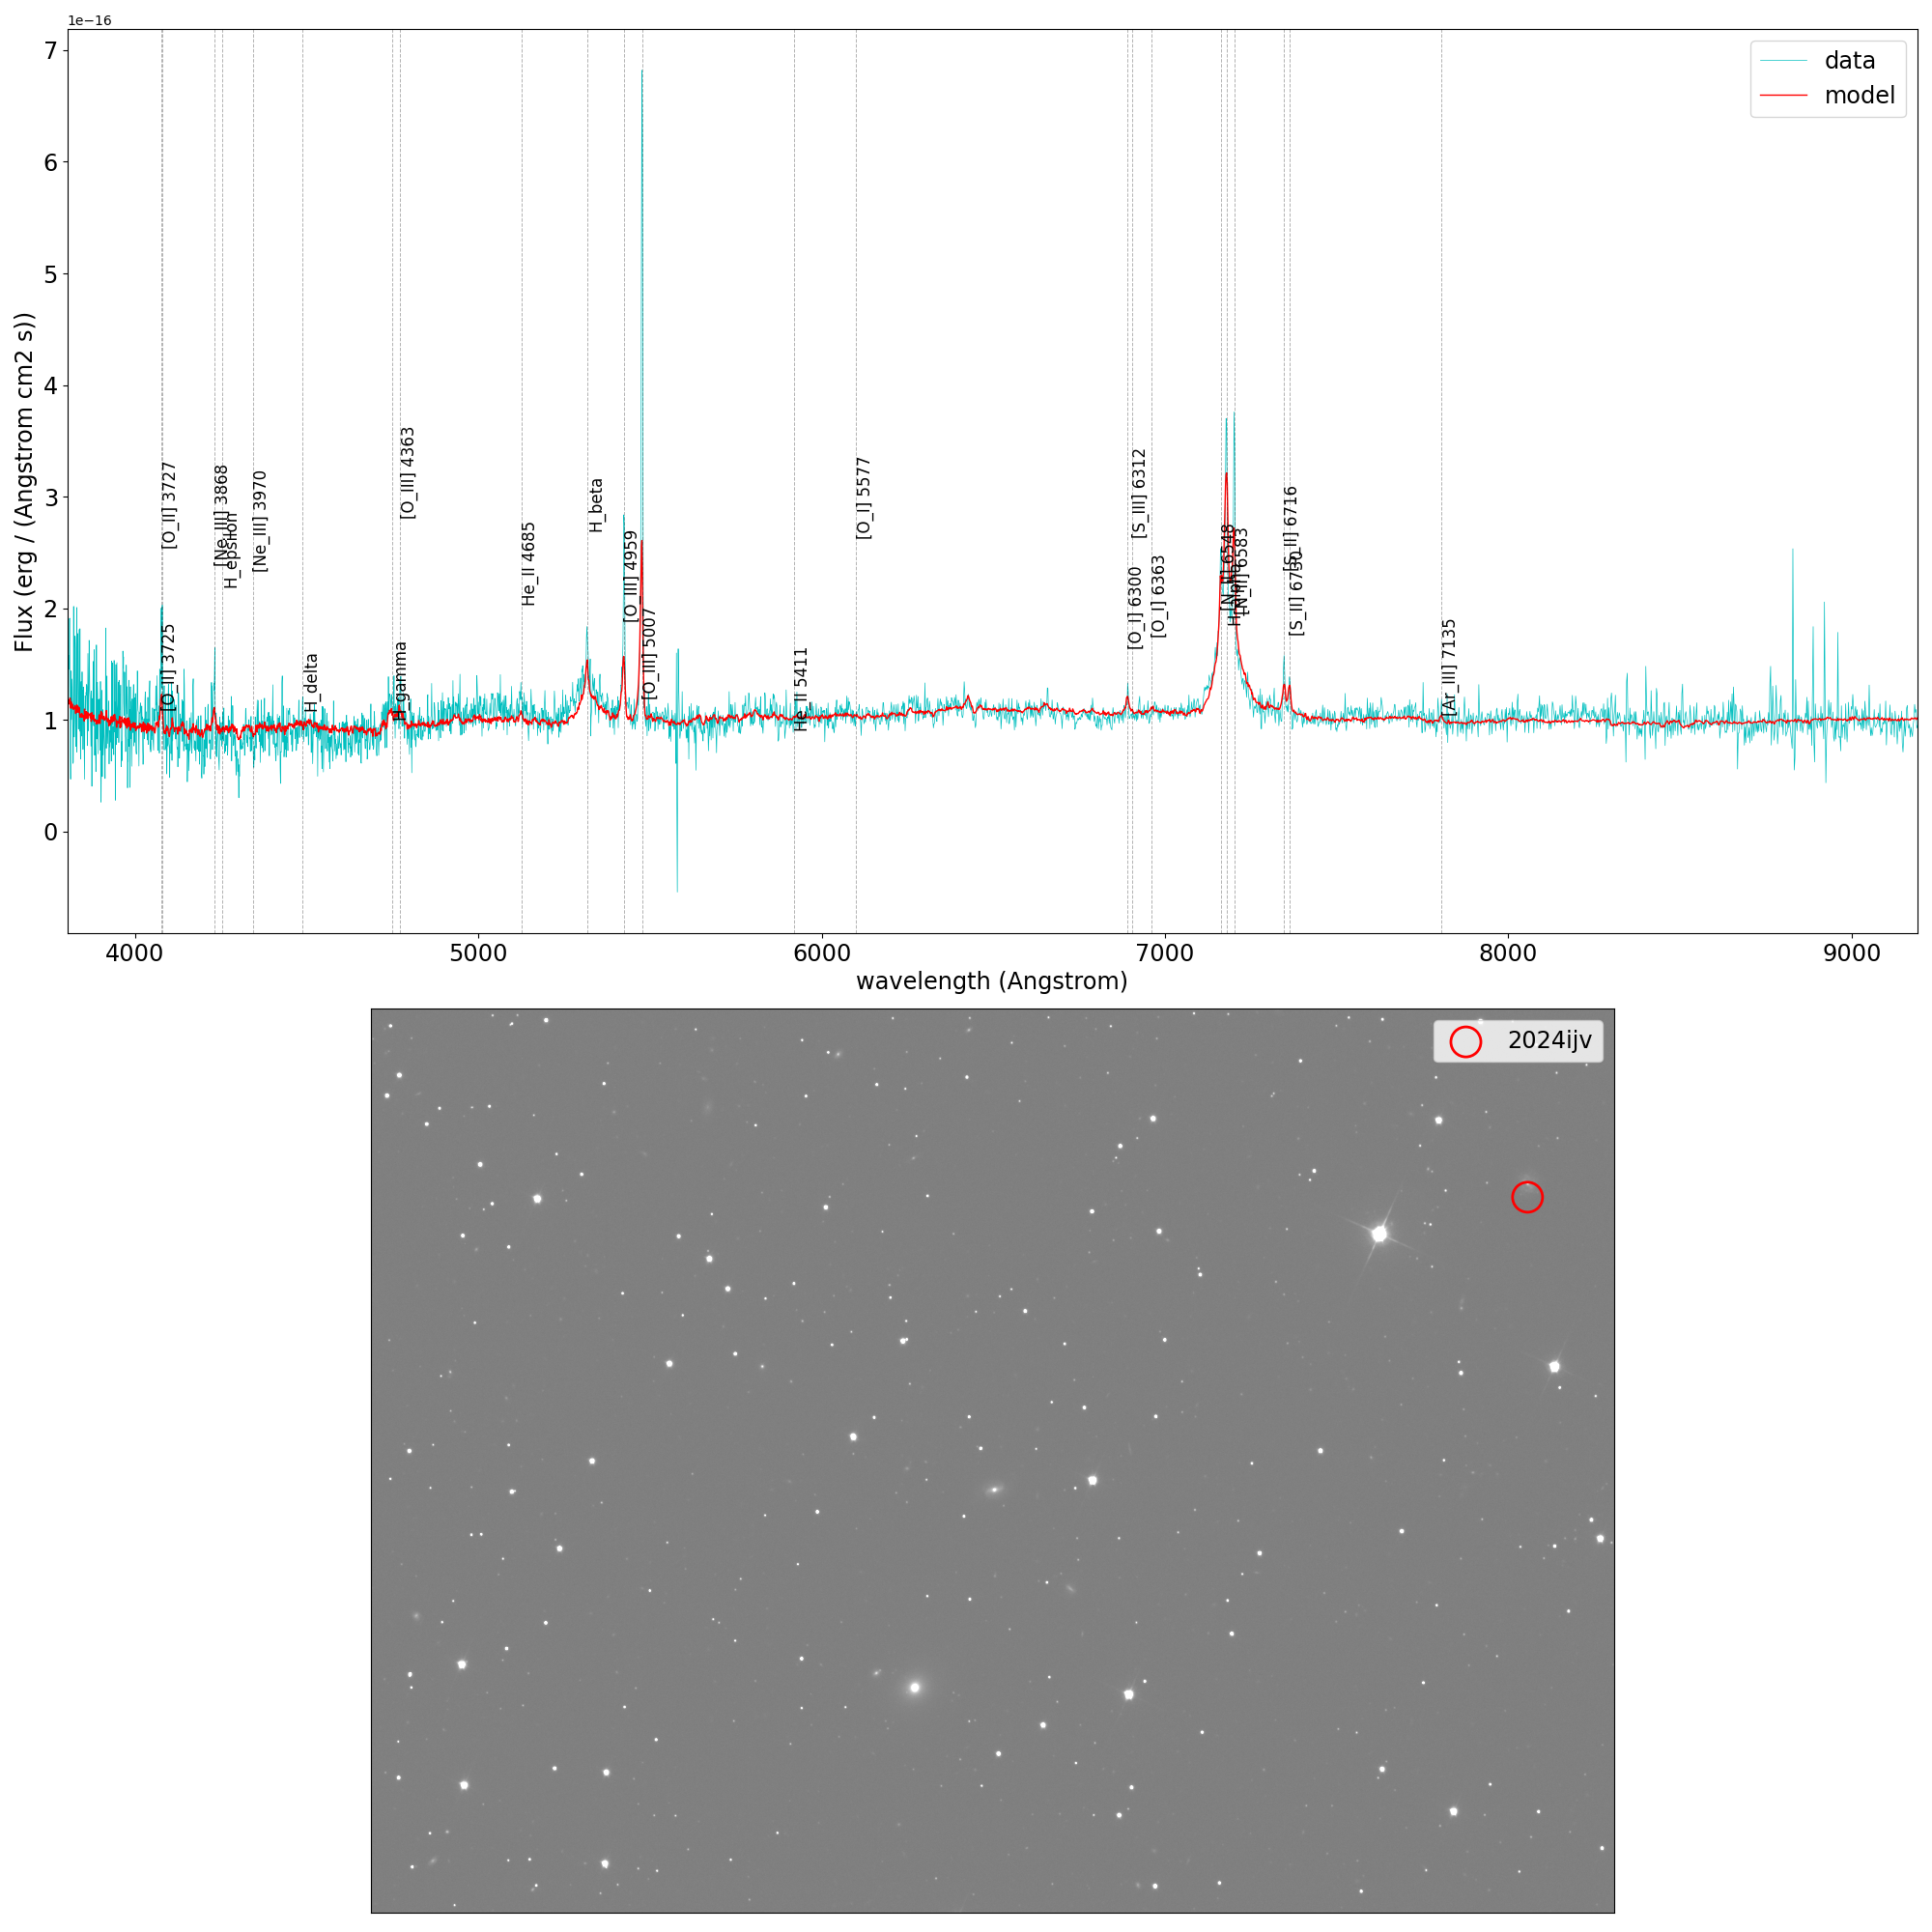 1e−16
7
6
5
4
3
2
1
0
Flux (erg / (Angstrom cm2 s))
data
model
[O_II] 3725
[O_II] 3727
[Ne_III] 3868
H_epsilon
[Ne_III] 3970
H_delta
H_gamma
[O_III] 4363
He_II 4685
H_beta
[O_III] 4959
[O_III] 5007
He_II 5411
[O_I] 5577
[O_I] 6300
[S_III] 6312
[O_I] 6363
[N_II] 6548
[N_II] 6583
[S_II] 6716
[S_II] 6730
[Ar_III] 7135
4000
5000
6000
7000
8000
9000
wavelength (Angstrom)
2024ijv